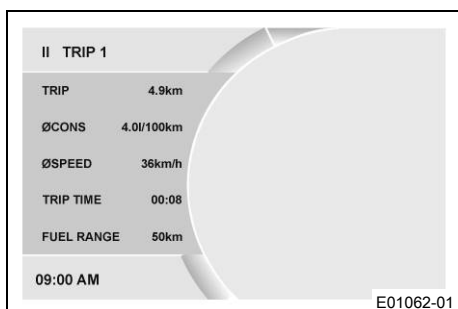 II TRIP 1
TRIP 4.9km
ØCONS 4.0l/100km
ØSPEED 36km/h
TRIP TIME 00:08
FUEL RANGE 50km
09:00 AM
E01062-01